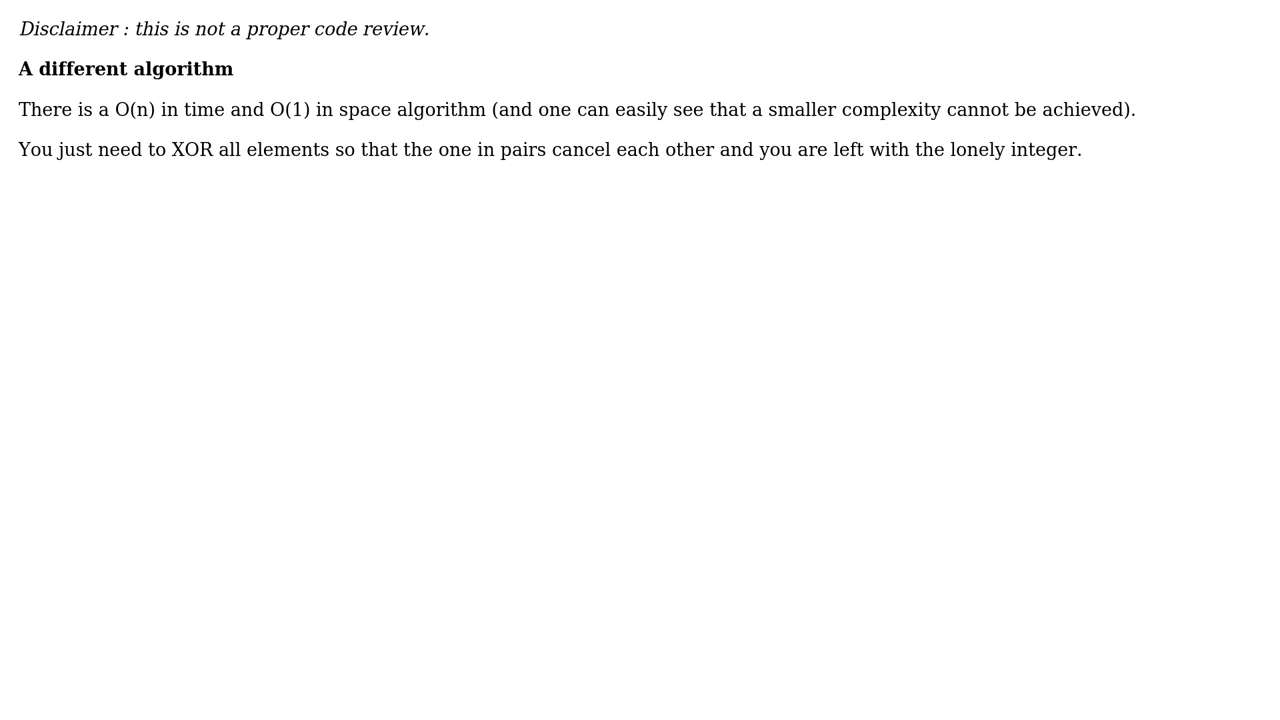 Disclaimer : this is not a proper code review.
A different algorithm
There is a O(n) in time and O(1) in space algorithm (and one can easily see that a smaller complexity cannot be achieved).
You just need to XOR all elements so that the one in pairs cancel each other and you are left with the lonely integer.